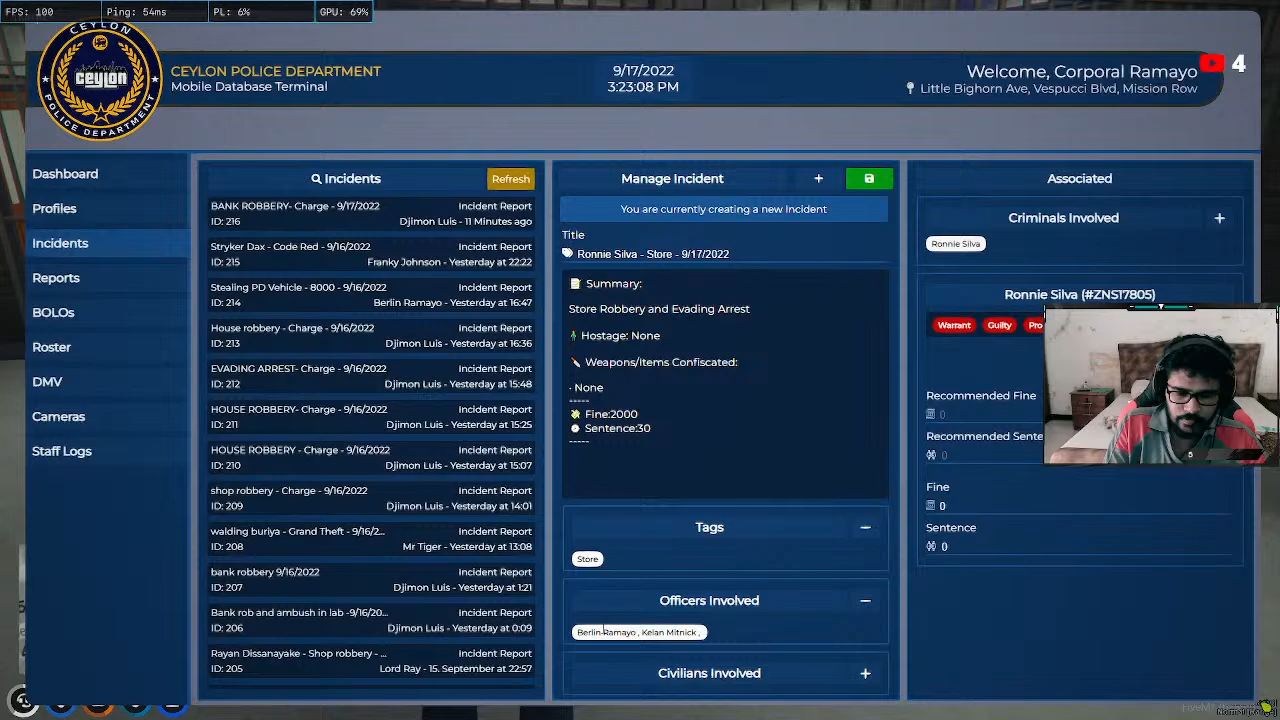 FPS: 100
Ping: 54ms
PL: 6%
GPU: 69%
CEYLON
ceylon
POLICE DEPARTMENT
CEYLON POLICE DEPARTMENT
Mobile Database Terminal
9/17/2022
3:23:08 PM
Welcome, Corporal Ramayo
Little Bighorn Ave, Vespucci Blvd, Mission Row
4
Dashboard
Profiles
Incidents
Reports
BOLOs
Roster
DMV
Cameras
Staff Logs
Incidents
Refresh
BANK ROBBERY- Charge - 9/17/2022 Incident Report
ID: 216 Djimon Luis - 11 Minutes ago
Stryker Dax - Code Red - 9/16/2022 Incident Report
ID: 215 Franky Johnson - Yesterday at 22:22
Stealing PD Vehicle - 8000 - 9/16/2022 Incident Report
ID: 214 Berlin Ramayo - Yesterday at 16:47
House robbery - Charge - 9/16/2022 Incident Report
ID: 213 Djimon Luis - Yesterday at 16:36
EVADING ARREST- Charge - 9/16/2022 Incident Report
ID: 212 Djimon Luis - Yesterday at 15:48
HOUSE ROBBERY- Charge - 9/16/2022 Incident Report
ID: 211 Djimon Luis - Yesterday at 15:25
HOUSE ROBBERY - Charge - 9/16/2022 Incident Report
ID: 210 Djimon Luis - Yesterday at 15:07
shop robbery - Charge - 9/16/2022 Incident Report
ID: 209 Djimon Luis - Yesterday at 14:01
walding buriya - Grand Theft - 9/16/2... Incident Report
ID: 208 Mr Tiger - Yesterday at 13:08
bank robbery 9/16/2022 Incident Report
ID: 207 Djimon Luis - Yesterday at 1:21
Bank rob and ambush in lab -9/16/20... Incident Report
ID: 206 Djimon Luis - Yesterday at 0:09
Rayan Dissanayake - Shop robbery - ... Incident Report
ID: 205 Lord Ray - 15. September at 22:57
Manage Incident +
You are currently creating a new Incident
Title
Ronnie Silva - Store - 9/17/2022
Summary:
Store Robbery and Evading Arrest
Hostage: None
Weapons/Items Confiscated:
· None
-----
Fine:2000
Sentence:30
-----
Tags
Store
Officers Involved
Berlin Ramayo , Kelan Mitnick ,
Civilians Involved +
Associated
Criminals Involved +
Ronnie Silva
Ronnie Silva (#ZNS17805)
Warrant Guilty Pro
Recommended Fine
0
Recommended Sente
0
Fine
0
Sentence
0
5